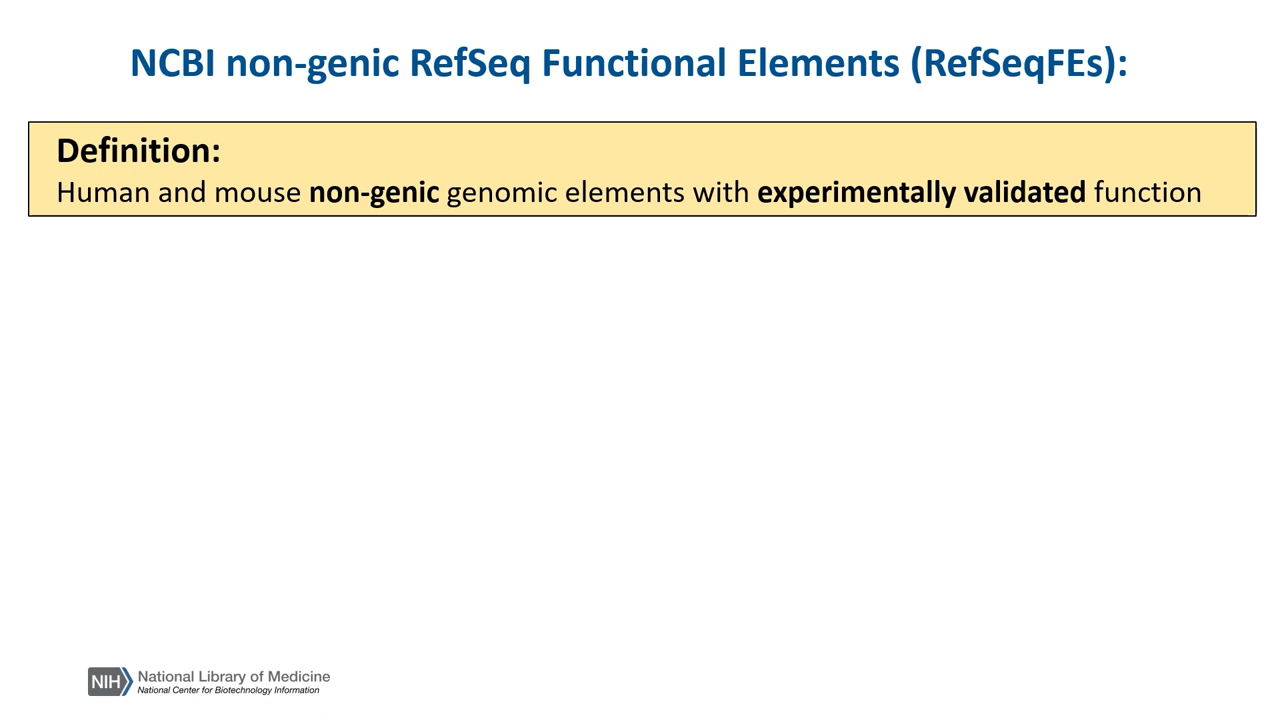 NCBI non-genic RefSeq Functional Elements (RefSeqFEs):
Definition:
Human and mouse non-genic genomic elements with experimentally validated function
NIH National Library of Medicine
National Center for Biotechnology Information